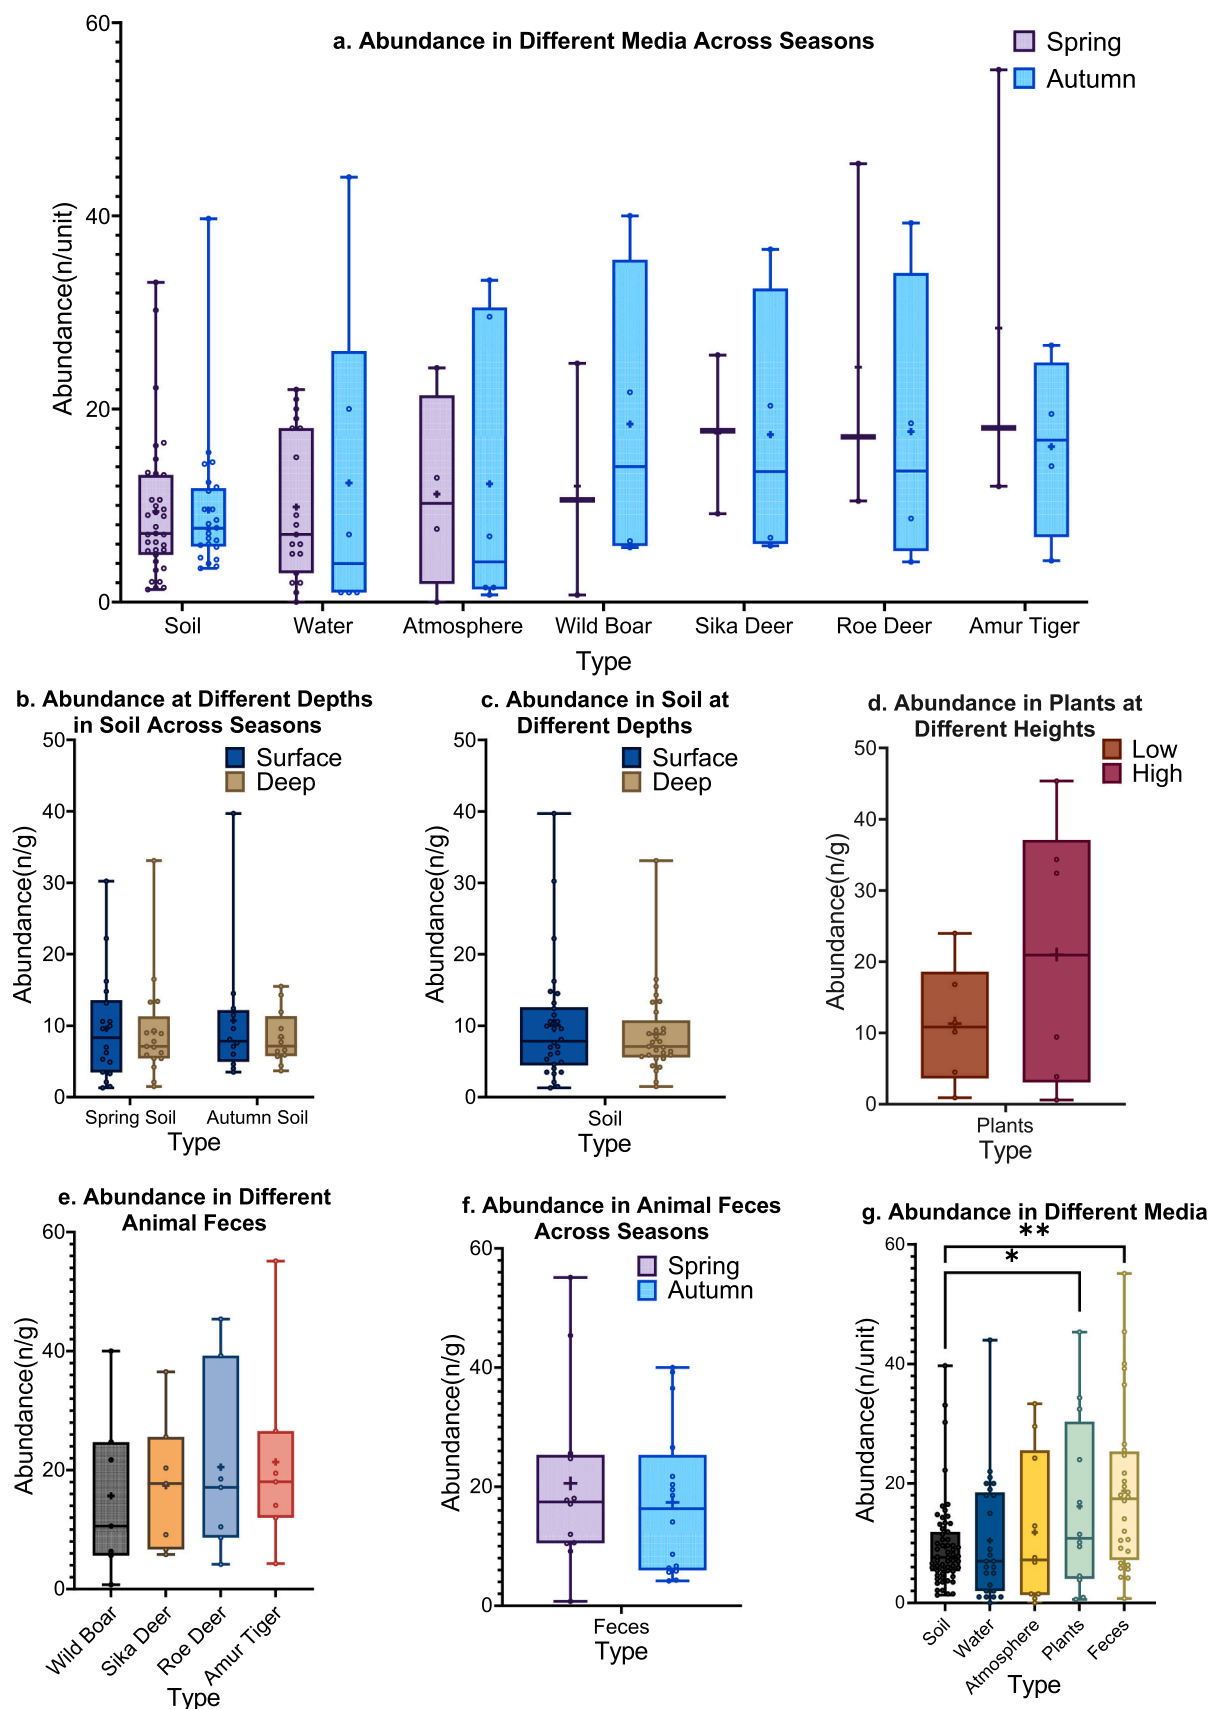 a. Abundance in Different Media Across Seasons
Spring
Autumn
Abundance(n/unit)
60
40
20
0
Soil Water Atmosphere Wild Boar Sika Deer Roe Deer Amur Tiger
Type
b. Abundance at Different Depths
in Soil Across Seasons
Surface
Deep
Abundance(n/g)
50
40
30
20
10
0
Spring Soil Autumn Soil
Type
c. Abundance in Soil at
Different Depths
Surface
Deep
Abundance(n/g)
50
40
30
20
10
0
Soil
Type
d. Abundance in Plants at
Different Heights
Low
High
Abundance(n/g)
50
40
30
20
10
0
Plants
Type
e. Abundance in Different
Animal Feces
Abundance(n/g)
60
40
20
0
Wild Boar
Sika Deer
Roe Deer
Amur Tiger
Type
f. Abundance in Animal Feces
Across Seasons
Spring
Autumn
Abundance(n/g)
60
40
20
0
Feces
Type
g. Abundance in Different Media
**
*
Abundance(n/unit)
60
40
20
0
Soil
Water
Atmosphere
Plants
Feces
Type